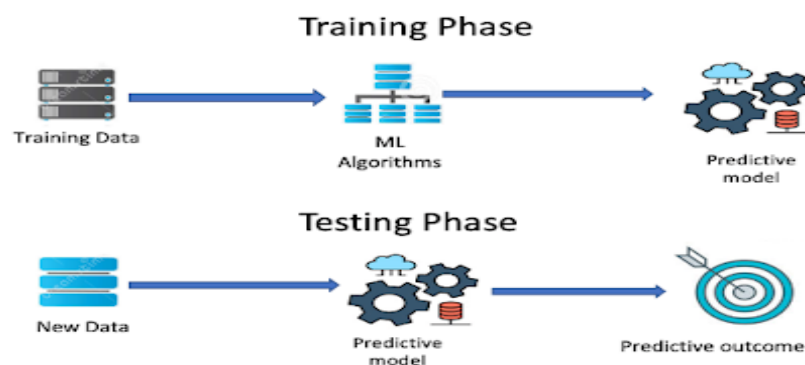 Training Phase
Training Data
ML
Algorithms
Predictive
model
Testing Phase
New Data
Predictive
model
Predictive outcome